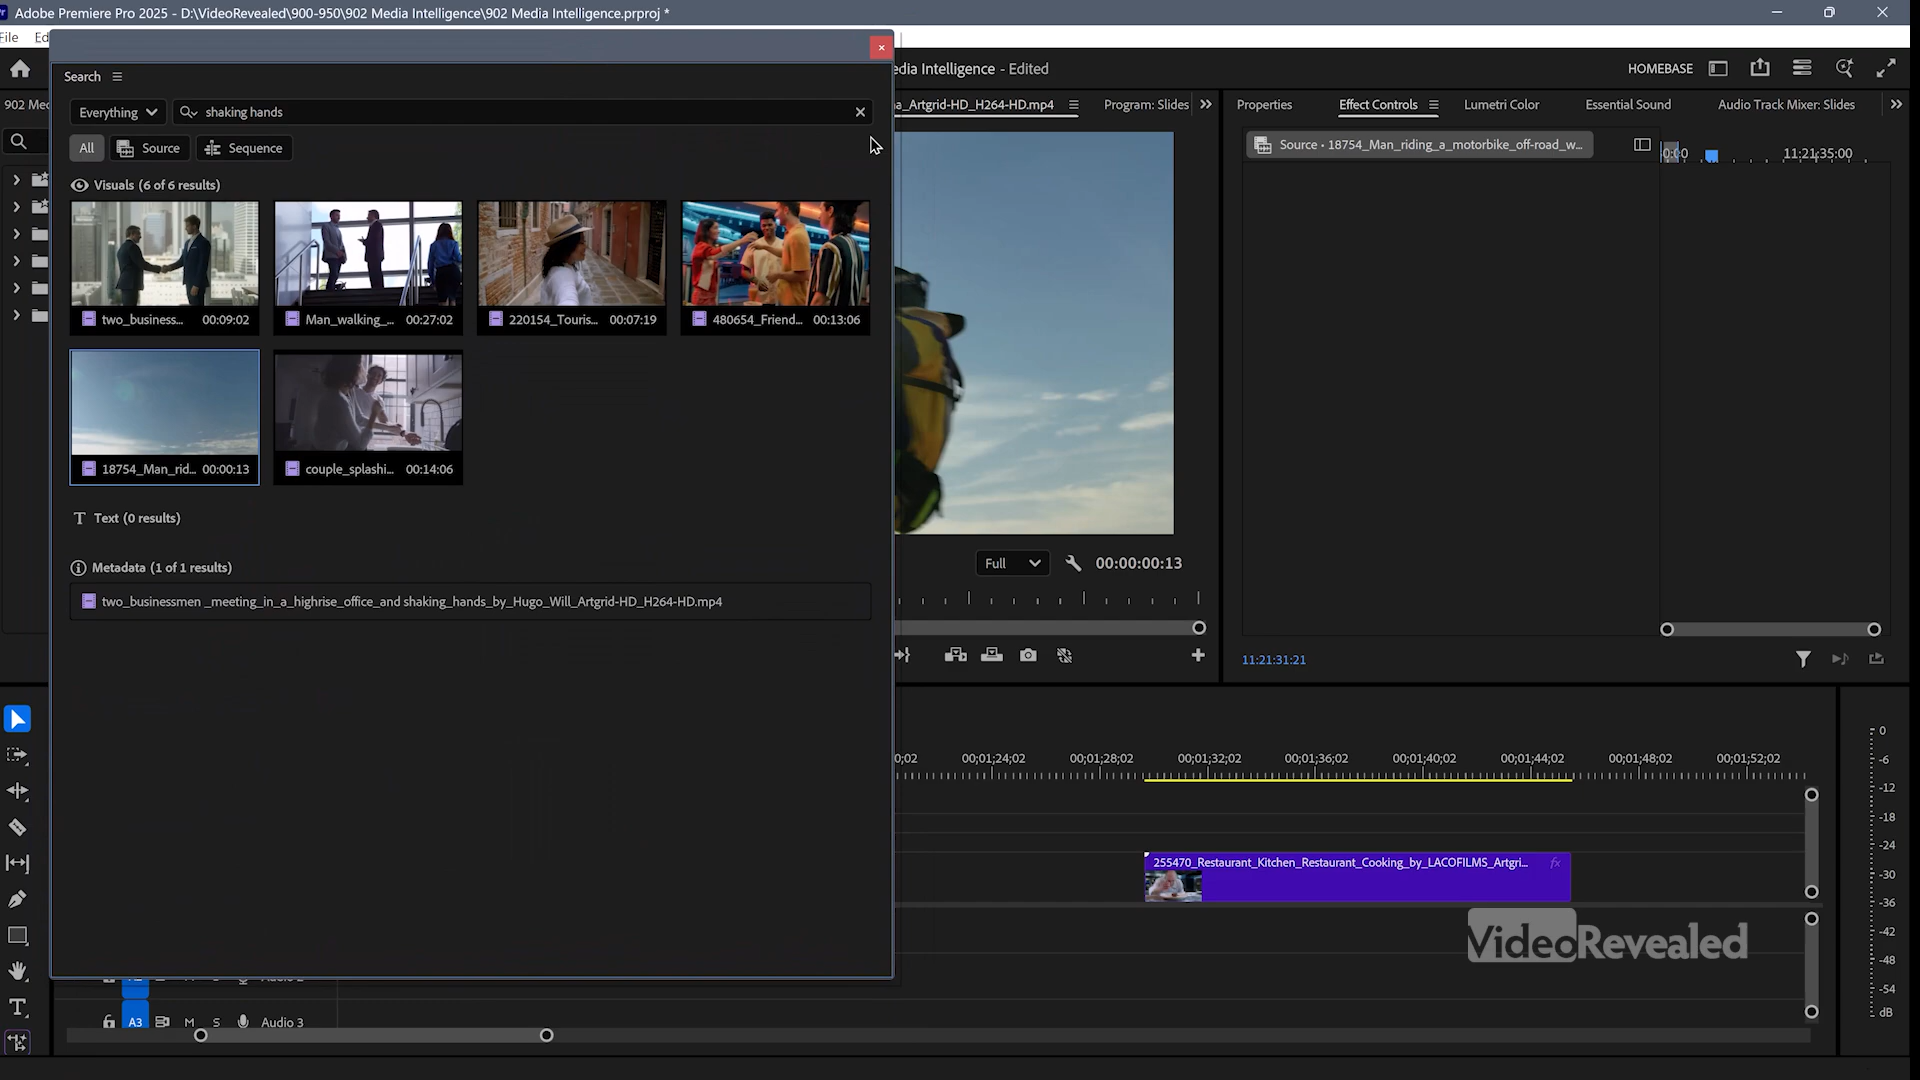 Adobe Premiere Pro 2025 - D:\VideoRevealed\900-950\902 Media Intelligence\902 Media Intelligence.prproj *
File
dia Intelligence - Edited
HOMEBASE
Search
902 Me
Artgrid-HD_H264-HD.mp4
Program: Slides
Properties
Effect Controls
Lumetri Color
Essential Sound
Audio Track Mixer: Slides
Everything
shaking hands
All
Source
Sequence
Source • 18754_Man_riding_a_motorbike_off-road_w...
11:21:35:00
Visuals (6 of 6 results)
two_business... 00:09:02
Man_walking_... 00:27:02
220154_Touris... 00:07:19
480654_Friend... 00:13:06
18754_Man_rid... 00:00:13
couple_splashi... 00:14:06
Text (0 results)
Metadata (1 of 1 results)
two_businessmen _meeting_in_a_highrise_office_and shaking_hands_by_Hugo_Will_Artgrid-HD_H264-HD.mp4
Full
00:00:00:13
11:21:31:21
0;02
00;01;24;02
00;01;28;02
00;01;32;02
00;01;36;02
00;01;40;02
00;01;44;02
00;01;48;02
00;01;52;02
255470_Restaurant_Kitchen_Restaurant_Cooking_by_LACOFILMS_Artgri... fx
VideoRevealed
A3 M S Audio 3
0
-6
-12
-18
-24
-30
-36
-42
-48
-54
dB